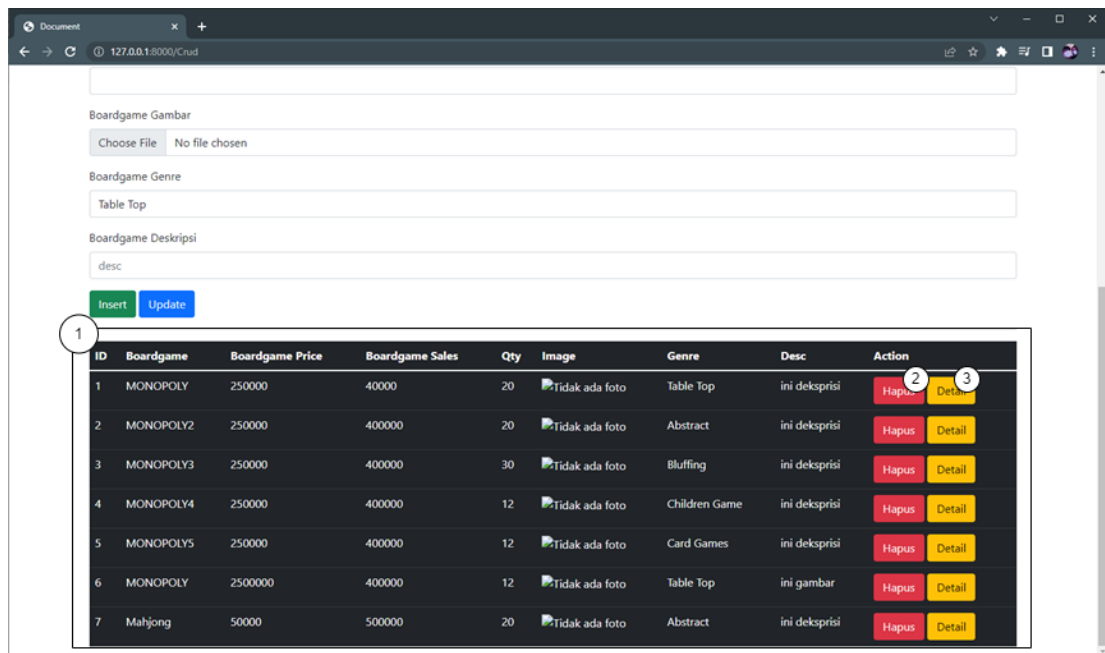 Document
127.0.0.1:8000/Crud
Boardgame Gambar
Choose File No file chosen
Boardgame Genre
Table Top
Boardgame Deskripsi
desc
Insert Update
1
ID Boardgame Boardgame Price Boardgame Sales Qty Image Genre Desc Action
2 3
1 MONOPOLY 250000 40000 20 Tidak ada foto Table Top ini deksprisi Hapus Detail
2 MONOPOLY2 250000 400000 20 Tidak ada foto Abstract ini deksprisi Hapus Detail
3 MONOPOLY3 250000 400000 30 Tidak ada foto Bluffing ini deksprisi Hapus Detail
4 MONOPOLY4 250000 400000 12 Tidak ada foto Children Game ini deksprisi Hapus Detail
5 MONOPOLY5 250000 400000 12 Tidak ada foto Card Games ini deksprisi Hapus Detail
6 MONOPOLY 2500000 400000 12 Tidak ada foto Table Top ini gambar Hapus Detail
7 Mahjong 50000 500000 20 Tidak ada foto Abstract ini deksprisi Hapus Detail